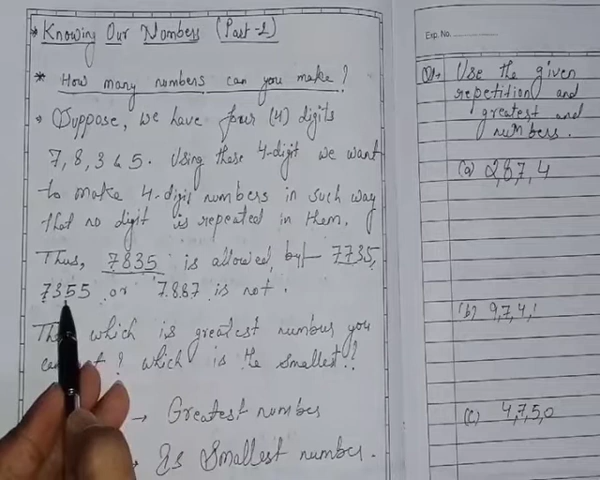 * Knowing Our Numbers (Part-2)
* How many numbers can you make?
Suppose, we have four (4) digits
7, 8, 3 & 5. Using these 4-digit we want
to make 4-digit numbers in such way
that no digit is repeated in them.
Thus, 7835 is allowed but 7735,
7355 or 7887 is not.
which is greatest number you
? which is the smallest?
→ Greatest number
→ Smallest number.
Exp. No.
Q1→ Use the given
repetition and
greatest and
numbers.
(a) 2,8,7,4
(b) 9,7,4,1
(c) 4,7,5,0